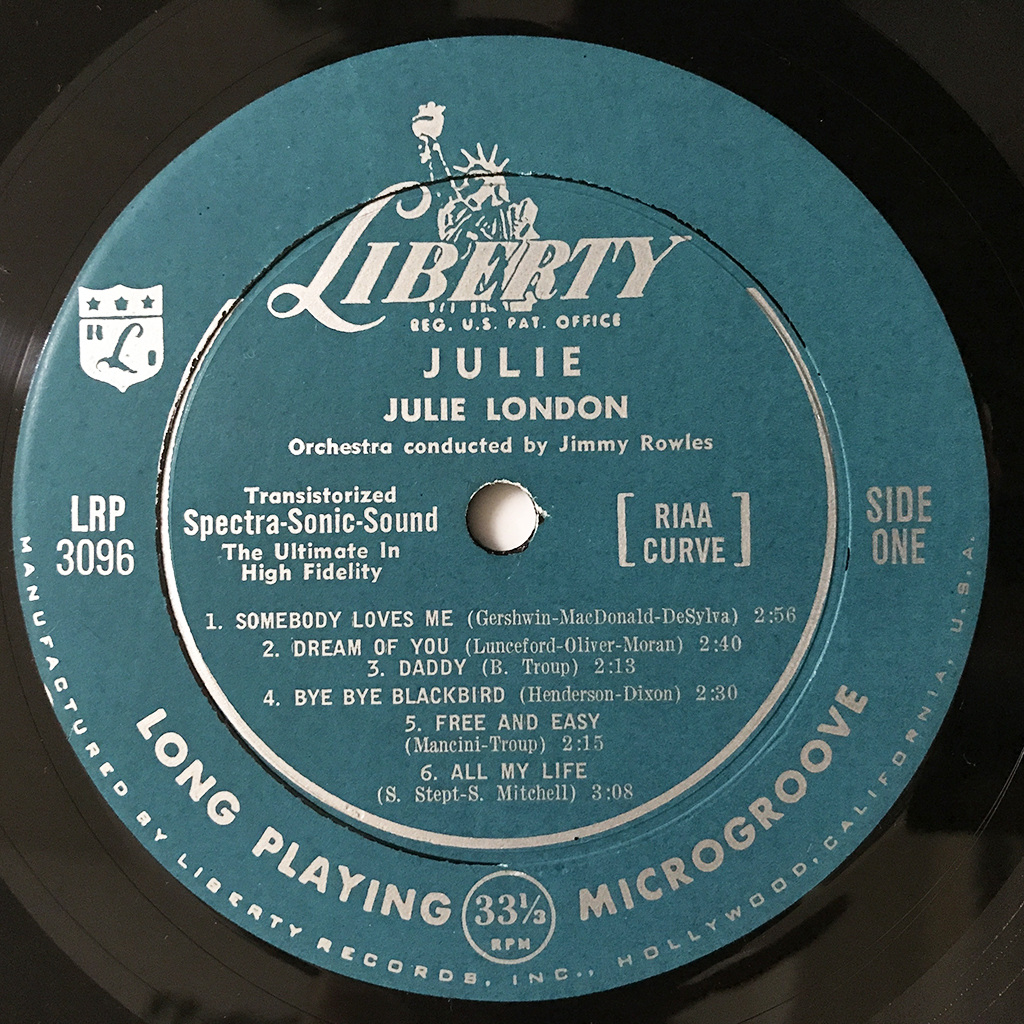 LIBERTY
REG. U.S. PAT. OFFICE
JULIE
JULIE LONDON
Orchestra conducted by Jimmy Rowles
LRP
3096
Transistorized
Spectra-Sonic-Sound
The Ultimate In
High Fidelity
[RIAA
CURVE]
SIDE
ONE
1. SOMEBODY LOVES ME (Gershwin-MacDonald-DeSylva) 2:56
2. DREAM OF YOU (Lunceford-Oliver-Moran) 2:40
3. DADDY (B. Troup) 2:13
4. BYE BYE BLACKBIRD (Henderson-Dixon) 2:30
5. FREE AND EASY
(Mancini-Troup) 2:15
6. ALL MY LIFE
(S. Stept-S. Mitchell) 3:08
LONG PLAYING 33⅓ RPM MICROGROOVE
MANUFACTURED BY LIBERTY RECORDS, INC., HOLLYWOOD, CALIFORNIA, U.S.A.